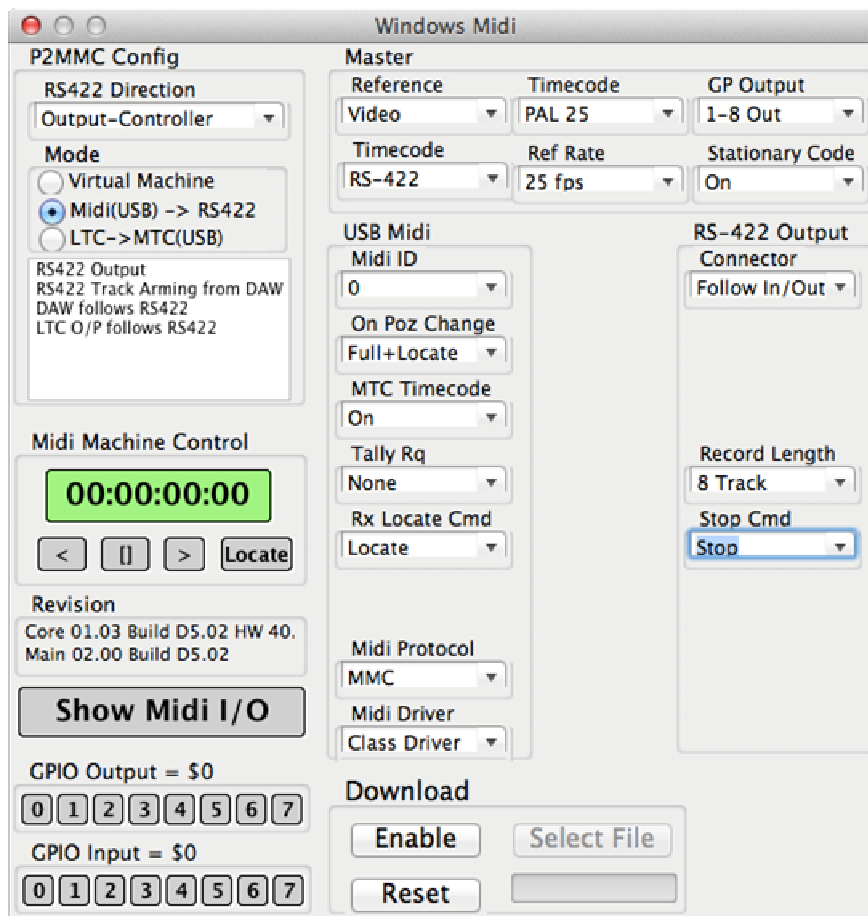 Windows Midi
P2MMC Config
RS422 Direction
Output-Controller
Mode
Virtual Machine
Midi(USB) -> RS422
LTC->MTC(USB)
RS422 Output
RS422 Track Arming from DAW
DAW follows RS422
LTC O/P follows RS422
Midi Machine Control
00:00:00:00
< [] > Locate
Revision
Core 01.03 Build D5.02 HW 40.
Main 02.00 Build D5.02
Show Midi I/O
GPIO Output = $0
0 1 2 3 4 5 6 7
GPIO Input = $0
0 1 2 3 4 5 6 7
Master
Reference Timecode GP Output
Video PAL 25 1-8 Out
Timecode Ref Rate Stationary Code
RS-422 25 fps On
USB Midi
Midi ID
0
On Poz Change
Full+Locate
MTC Timecode
On
Tally Rq
None
Rx Locate Cmd
Locate
Midi Protocol
MMC
Midi Driver
Class Driver
RS-422 Output
Connector
Follow In/Out
Record Length
8 Track
Stop Cmd
Stop
Download
Enable Select File
Reset